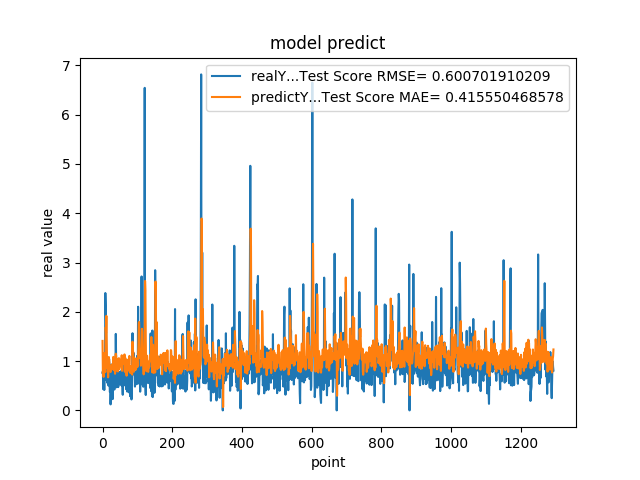 model predict
realY...Test Score RMSE= 0.600701910209
predictY...Test Score MAE= 0.415550468578
real value
7
6
5
4
3
2
1
0
0 200 400 600 800 1000 1200
point